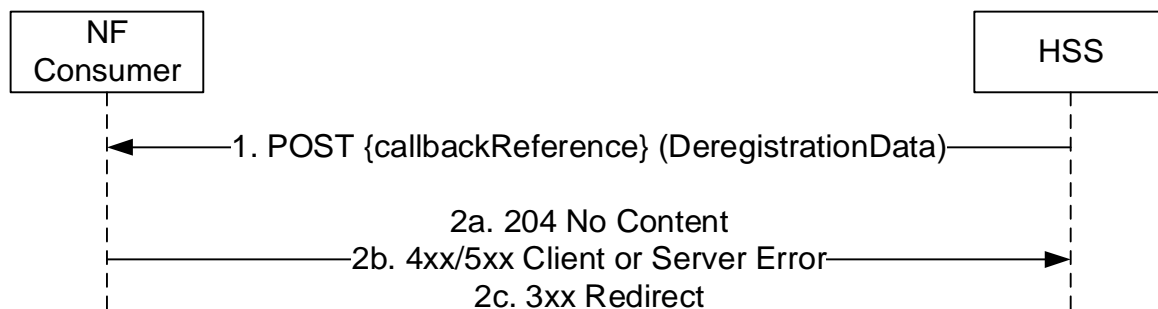 NF
Consumer
HSS
1. POST {callbackReference} (DeregistrationData)
2a. 204 No Content
2b. 4xx/5xx Client or Server Error
2c. 3xx Redirect